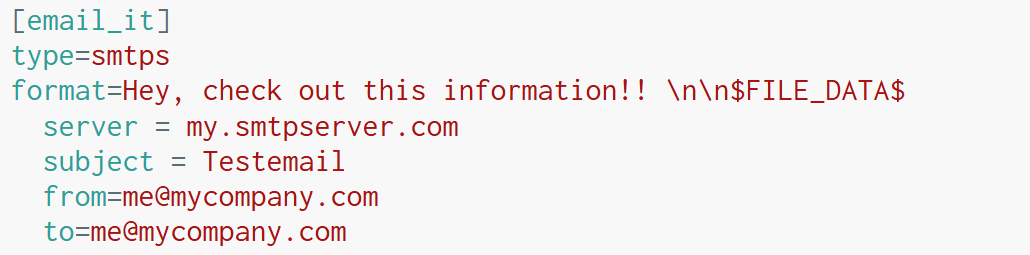 [email_it]
type=smtps
format=Hey, check out this information!! \n\n$FILE_DATA$
server = my.smtpserver.com
subject = Testemail
from=me@mycompany.com
to=me@mycompany.com